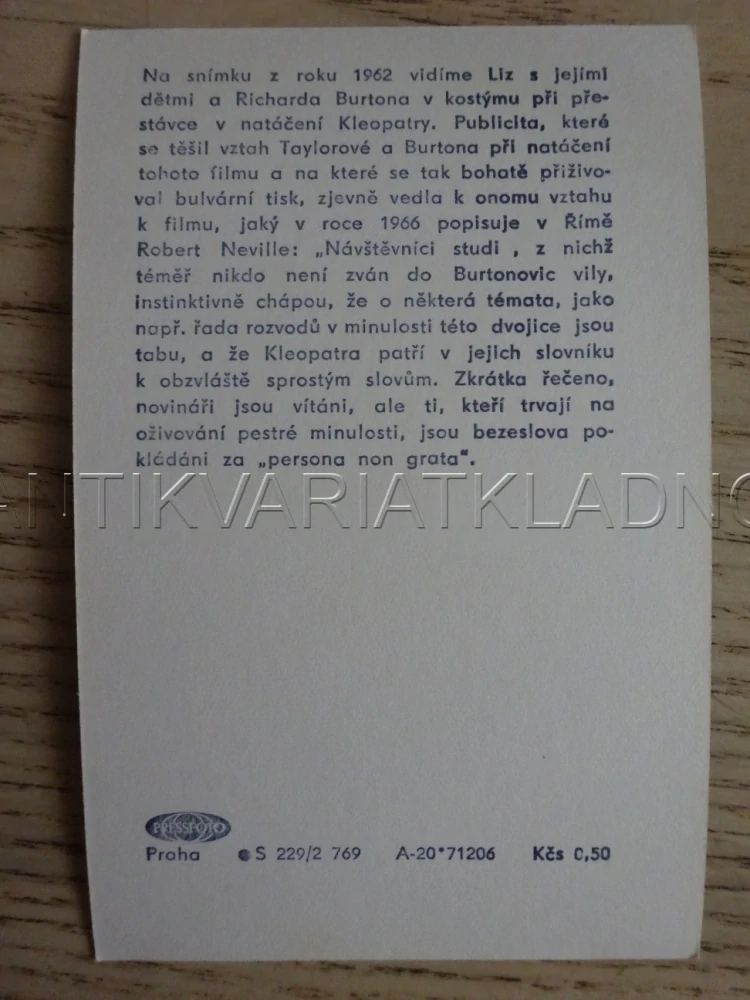 Na snímku z roku 1962 vidíme Liz s jejími
dětmi a Richarda Burtona v kostýmu při pře-
stávce v natáčení Kleopatry. Publicita, které
se těšil vztah Taylorové a Burtona při natáčení
tohoto filmu a na které se tak bohatě přiživo-
val bulvární tisk, zjevně vedla k onomu vztahu
k filmu, jaký v roce 1966 popisuje v Římě
Robert Neville: „Návštěvníci studi , z nichž
téměř nikdo není zván do Burtonovic vily,
instinktivně chápou, že o některá témata, jako
např. řada rozvodů v minulosti této dvojice jsou
tabu, a že Kleopatra patří v jejich slovníku
k obzvláště sprostým slovům. Zkrátka řečeno,
novináři jsou vítáni, ale ti, kteří trvají na
oživování pestré minulosti, jsou bezeslova po-
kládáni za „persona non grata“.
ANTIKVARIATKLADNO
PRESSFOTO
Praha S 229/2 769 A-20*71206 Kčs 0,50